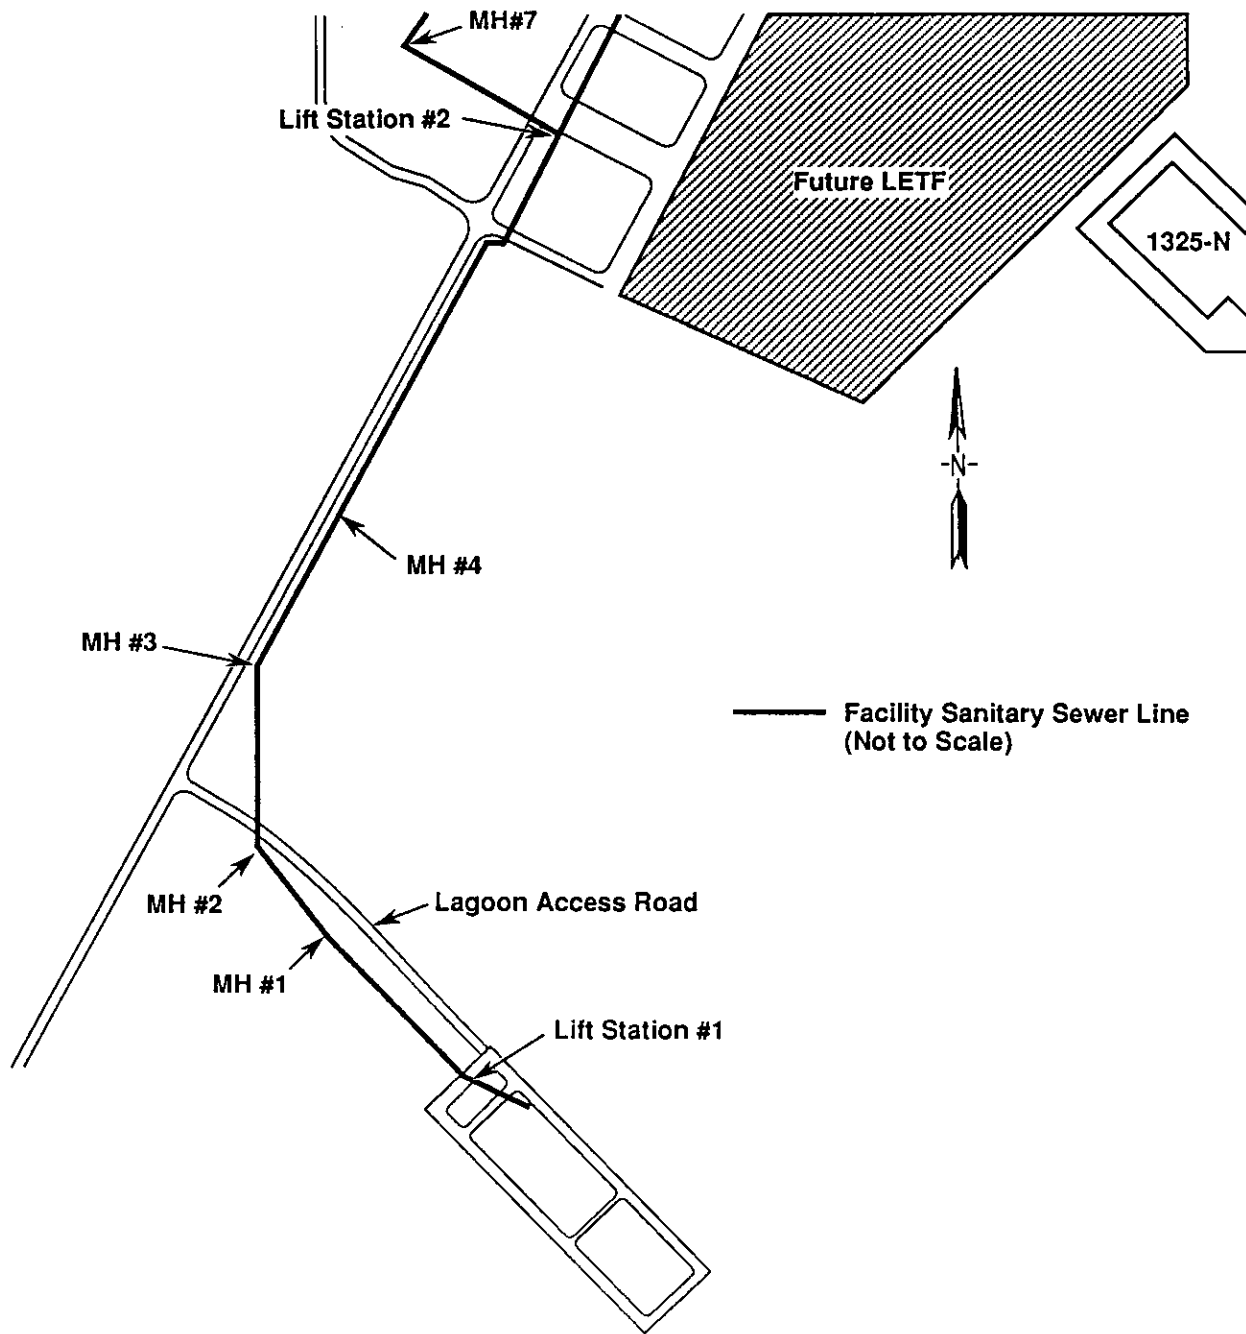 MH#7
Lift Station #2
Future LETF
1325-N
-N-
MH #4
MH #3
Facility Sanitary Sewer Line
(Not to Scale)
MH #2
Lagoon Access Road
MH #1
Lift Station #1